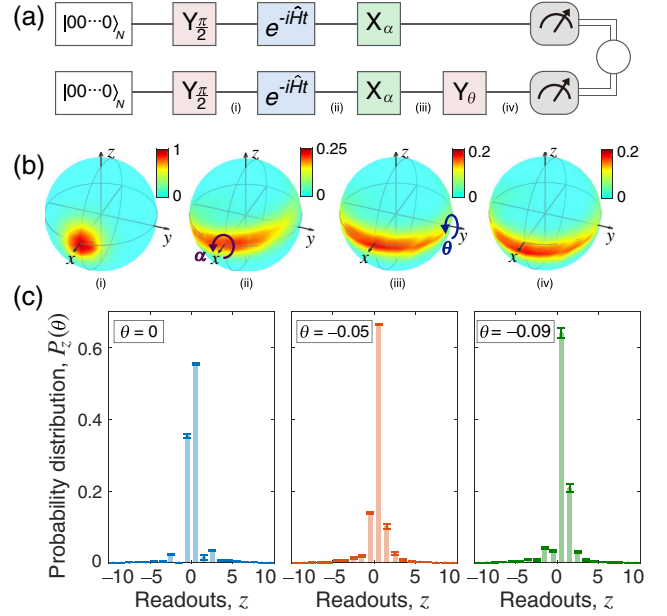 (a)
|00···0⟩N Yπ/2 e^-iĤt Xα
|00···0⟩N Yπ/2 (i) e^-iĤt (ii) Xα (iii) Yθ (iv)
(b)
z 1 0 x y (i)
z 0.25 0 α x y (ii)
z 0.2 0 x y θ (iii)
z 0.2 0 x y (iv)
(c)
Probability distribution, Pz(θ)
0.6
0.4
0.2
0
θ = 0
θ = −0.05
θ = −0.09
−10 −5 0 5 10
−10 −5 0 5 10
−10 −5 0 5 10
Readouts, z
Readouts, z
Readouts, z